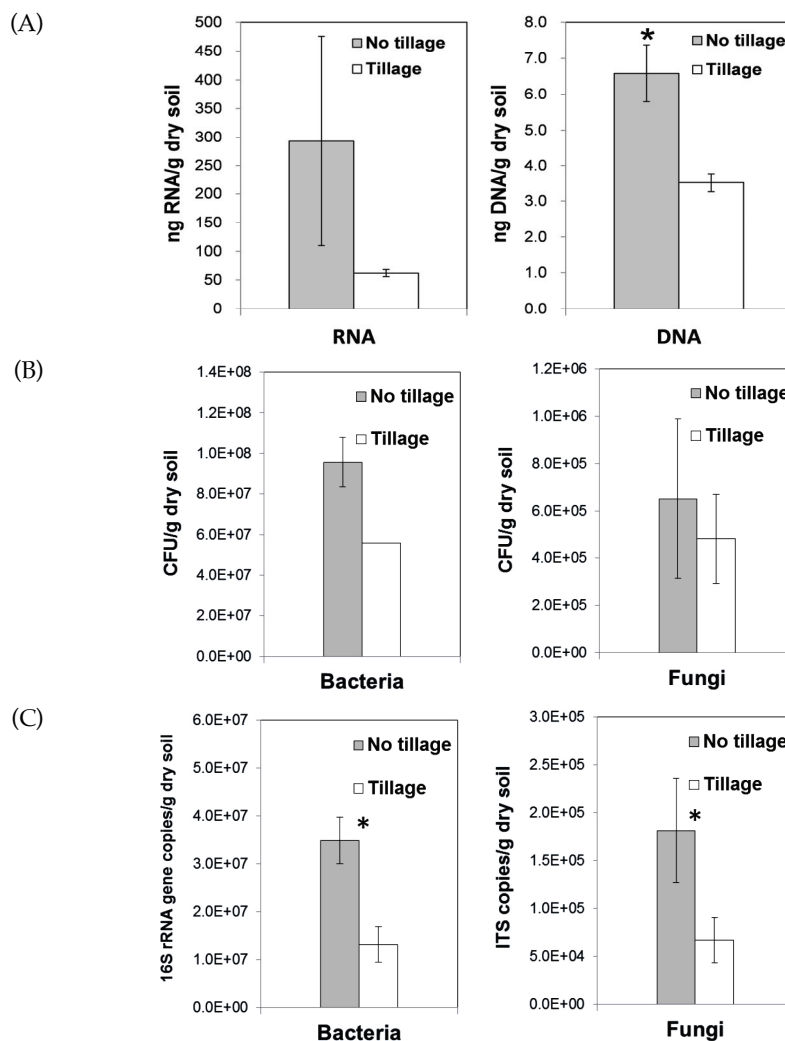 (A)
500
450
400
350
300
250
200
150
100
50
0
ng RNA/g dry soil
No tillage
Tillage
RNA
8.0
7.0
6.0
5.0
4.0
3.0
2.0
1.0
0.0
ng DNA/g dry soil
*
No tillage
Tillage
DNA
(B)
1.4E+08
1.2E+08
1.0E+08
8.0E+07
6.0E+07
4.0E+07
2.0E+07
0.0E+00
CFU/g dry soil
No tillage
Tillage
Bacteria
1.2E+06
1.0E+06
8.0E+05
6.0E+05
4.0E+05
2.0E+05
0.0E+00
CFU/g dry soil
No tillage
Tillage
Fungi
(C)
6.0E+07
5.0E+07
4.0E+07
3.0E+07
2.0E+07
1.0E+07
0.0E+00
16S rRNA gene copies/g dry soil
No tillage
Tillage
*
Bacteria
3.0E+05
2.5E+05
2.0E+05
1.5E+05
1.0E+05
5.0E+04
0.0E+00
ITS copies/g dry soil
No tillage
Tillage
*
Fungi